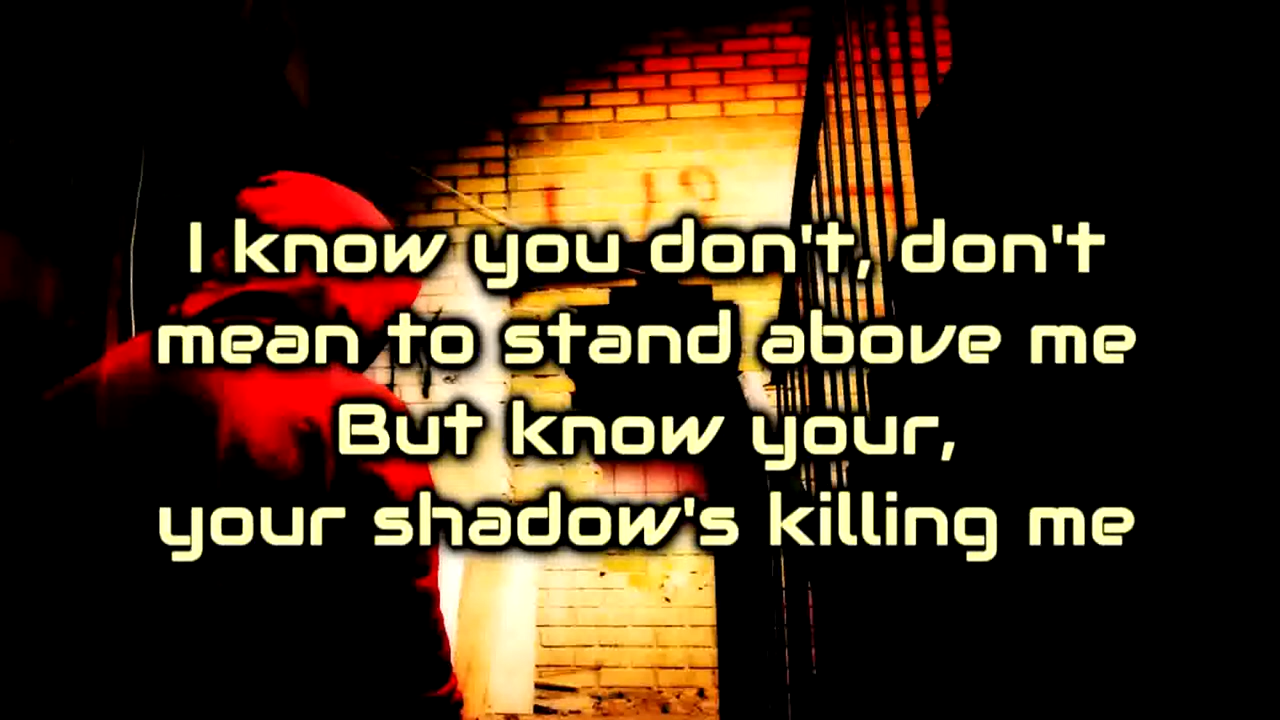 I know you don't, don't
mean to stand above me
But know your,
your shadow's killing me